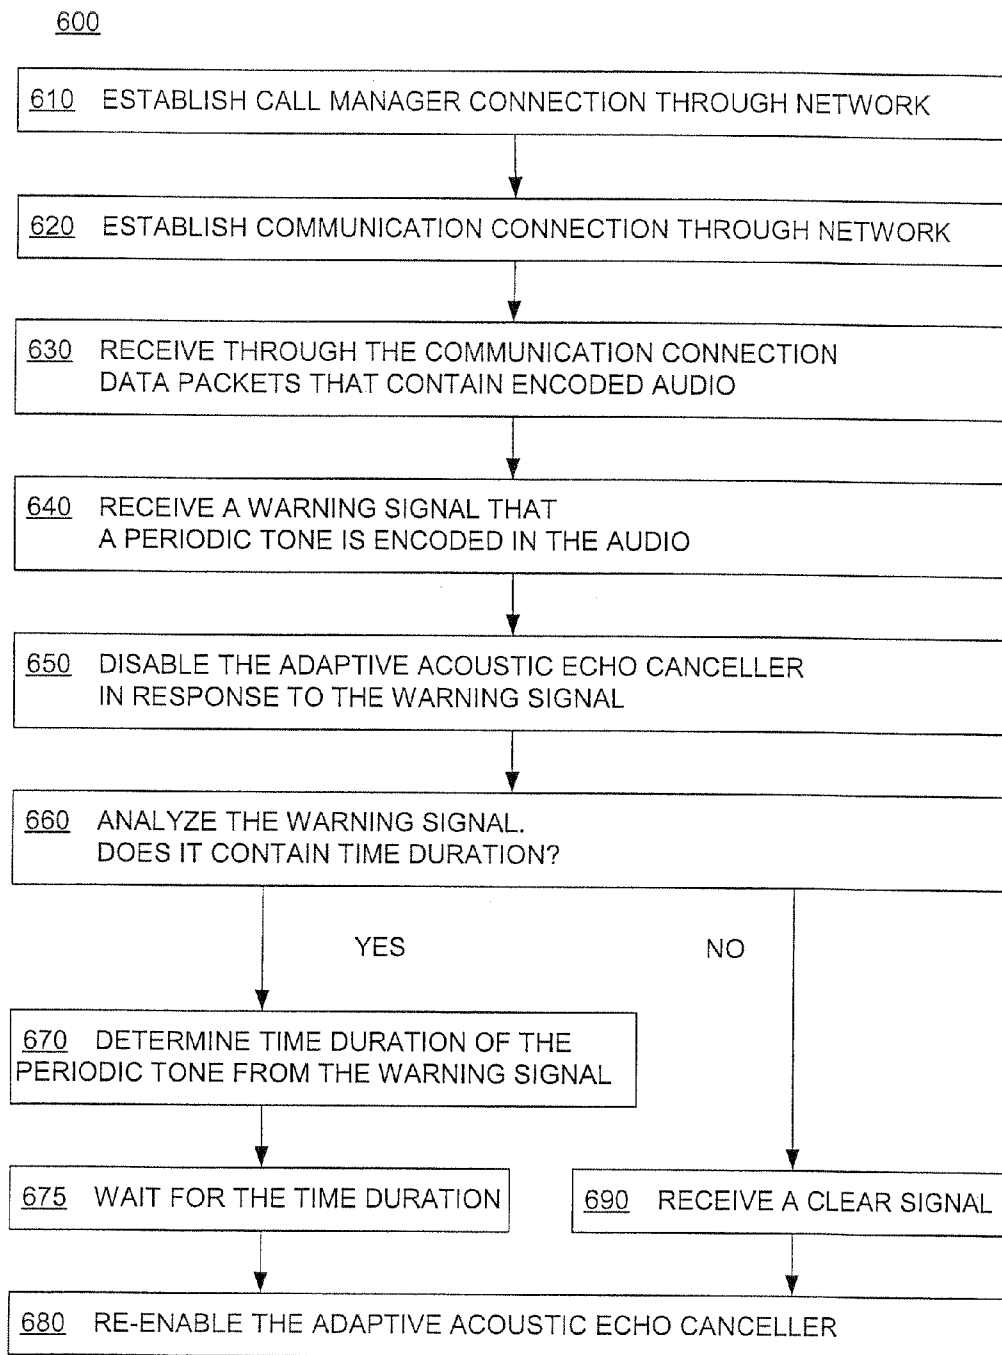 600
610 ESTABLISH CALL MANAGER CONNECTION THROUGH NETWORK
620 ESTABLISH COMMUNICATION CONNECTION THROUGH NETWORK
630 RECEIVE THROUGH THE COMMUNICATION CONNECTION
DATA PACKETS THAT CONTAIN ENCODED AUDIO
640 RECEIVE A WARNING SIGNAL THAT
A PERIODIC TONE IS ENCODED IN THE AUDIO
650 DISABLE THE ADAPTIVE ACOUSTIC ECHO CANCELLER
IN RESPONSE TO THE WARNING SIGNAL
660 ANALYZE THE WARNING SIGNAL.
DOES IT CONTAIN TIME DURATION?
YES
NO
670 DETERMINE TIME DURATION OF THE
PERIODIC TONE FROM THE WARNING SIGNAL
675 WAIT FOR THE TIME DURATION
690 RECEIVE A CLEAR SIGNAL
680 RE-ENABLE THE ADAPTIVE ACOUSTIC ECHO CANCELLER